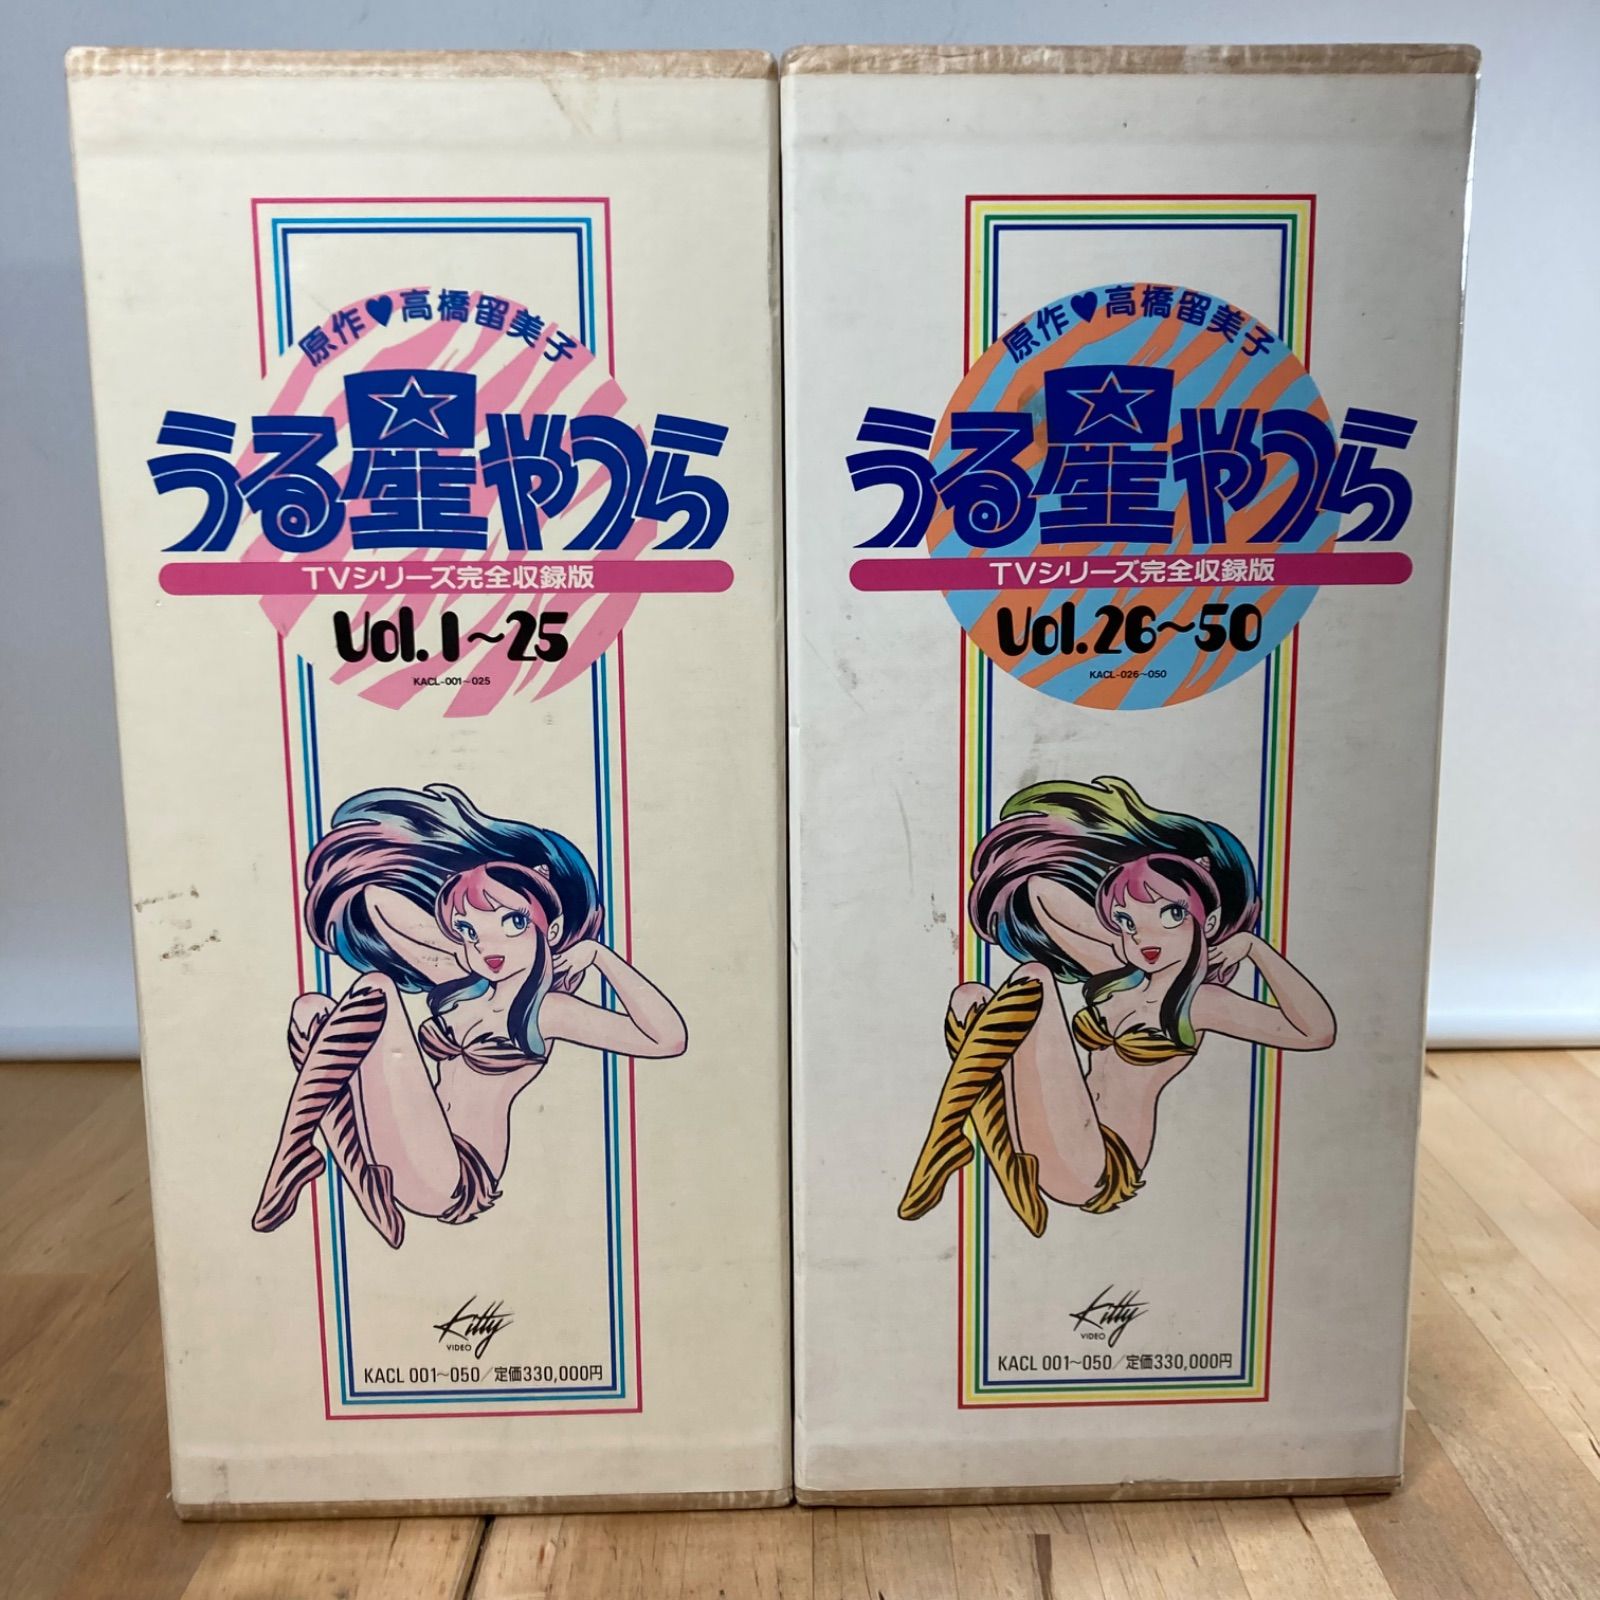 原作♥高橋留美子
うる星やつら
TVシリーズ完全収録版
Vol.1~25
KACL-001~025
Kitty
VIDEO
KACL 001~050/定価330,000円
原作♥高橋留美子
うる星やつら
TVシリーズ完全収録版
Vol.26~50
KACL-026~050
Kitty
VIDEO
KACL 001~050/定価330,000円